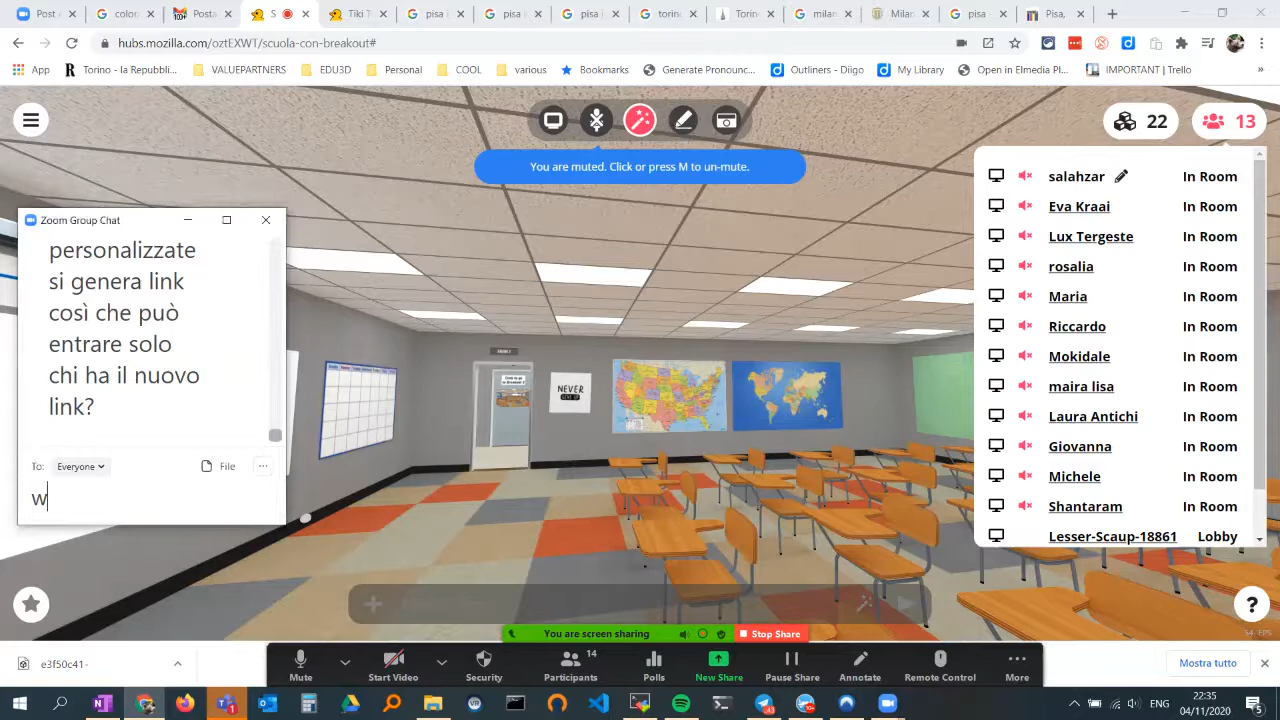 Post
colo
Posta
S
Tiki T
pisa i
pisa i
pisa
torin
Torin
milan
Milan
pisa
Pisa,
hubs.mozilla.com/oztEXWT/scuola-con-breakout#
App
Torino - la Repubbli...
VALUEPARTNERS
EDU3D
Personal
COOL
various
Bookmarks
Generate Pronounc...
Outliners - Diigo
My Library
Open in Elmedia Pl...
IMPORTANT | Trello
»
22
13
You are muted. Click or press M to un-mute.
salahzar In Room
Eva Kraai In Room
Lux Tergeste In Room
rosalia In Room
Maria In Room
Riccardo In Room
Mokidale In Room
maira lisa In Room
Laura Antichi In Room
Giovanna In Room
Michele In Room
Shantaram In Room
Lesser-Scaup-18861 Lobby
Zoom Group Chat
personalizzate
si genera link
così che può
entrare solo
chi ha il nuovo
link?
To: Everyone File ...
W
NEVER
GIVE UP
?
You are screen sharing Stop Share
e3f50c41-
Mute
Start Video
Security
14
Participants
Polls
New Share
Pause Share
Annotate
Remote Control
More
Mostra tutto
ENG
22:35
04/11/2020
5